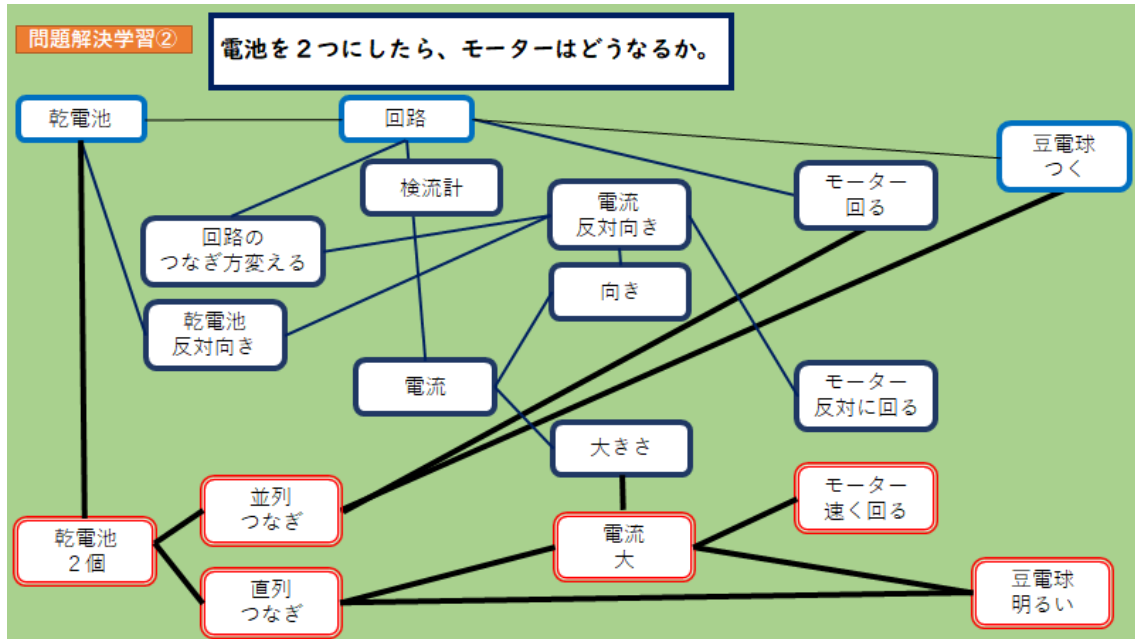 問題解決学習②
電池を２つにしたら、モーターはどうなるか。
乾電池
回路
豆電球
つく
検流計
モーター
回る
電流
反対向き
回路の
つなぎ方変える
向き
乾電池
反対向き
電流
モーター
反対に回る
大きさ
並列
つなぎ
モーター
速く回る
乾電池
２個
電流
大
直列
つなぎ
豆電球
明るい